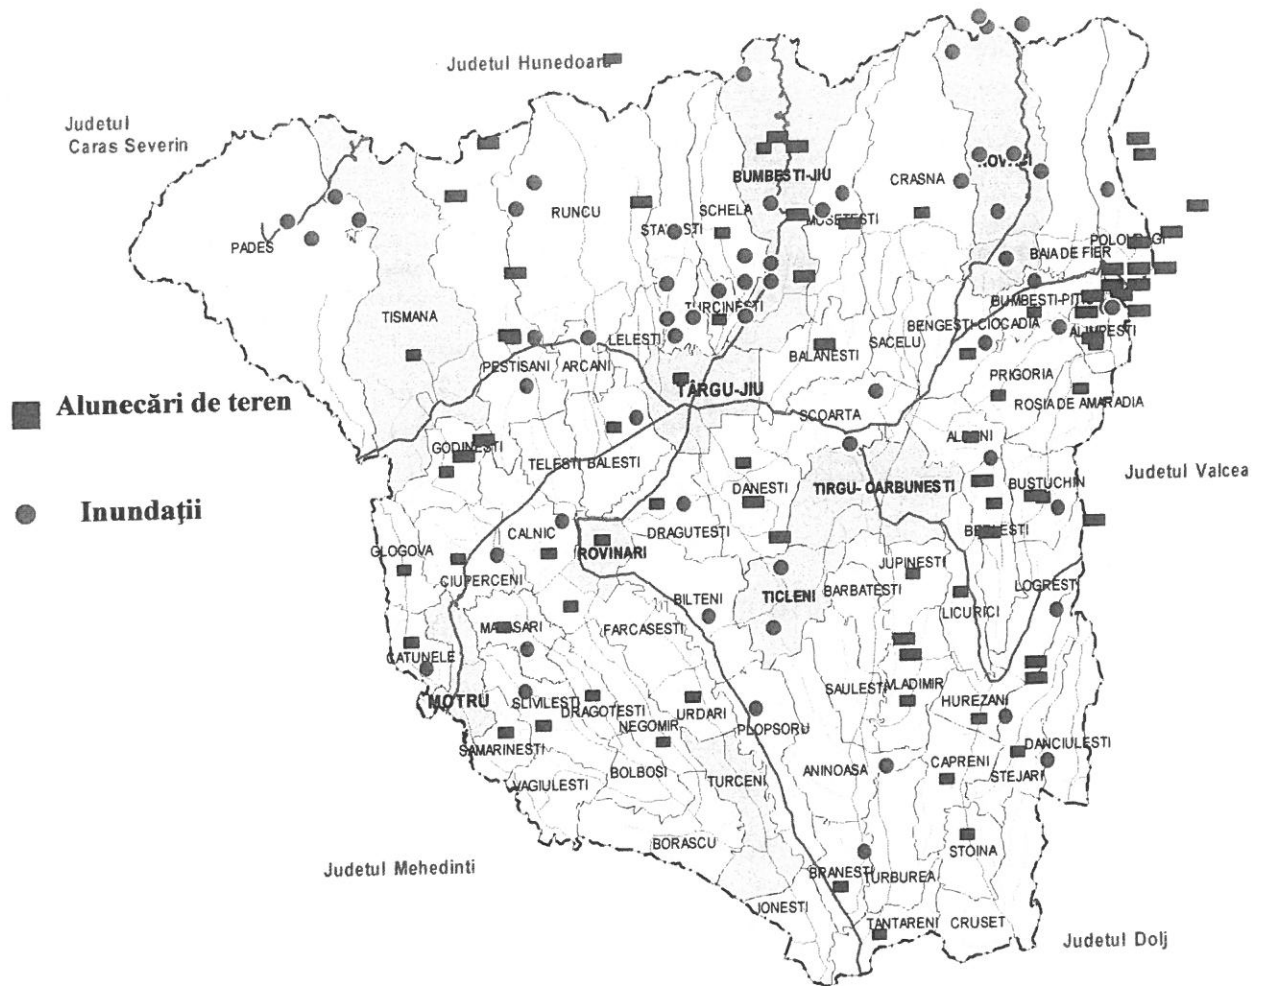 Judetul Hunedoara
Judetul
Caras Severin
BUMBESTI-JIU
CRASNA
NOVACI
RUNCU
SCHELA
MUSETESTI
STANESTI
PADES
POLOVRAGI
BAIA DE FIER
BUMBESTI-PITIC
TURCINESTI
TISMANA
BENGESTI-CIOCADIA
ALIMPESTI
LELESTI
SACELU
BALANESTI
PESTISANI
ARCANI
PRIGORIA
TÂRGU-JIU
Alunecări de teren
ROSIA DE AMARADIA
SCOARTA
ALBENI
GODINESTI
TELESTI
BALESTI
Judetul Valcea
DANESTI
TIRGU- CARBUNESTI
BUSTUCHIN
Inundaţii
CALNIC
DRAGUTESTI
BERLESTI
GLOGOVA
ROVINARI
CIUPERCENI
JUPINESTI
LOGRESTI
BILTENI
TICLENI
BARBATESTI
LICURICI
MATASARI
FARCASESTI
CATUNELE
SAULESTI
VLADIMIR
MOTRU
SLIVILESTI
DRAGOTESTI
URDARI
HUREZANI
NEGOMIR
PLOPSORU
SAMARINESTI
DANCIULESTI
CAPRENI
ANINOASA
STEJARI
BOLBOSI
TURCENI
VAGIULESTI
BORASCU
STOINA
Judetul Mehedinti
BRANESTI
TURBUREA
IONESTI
TANTARENI
CRUSET
Judetul Dolj